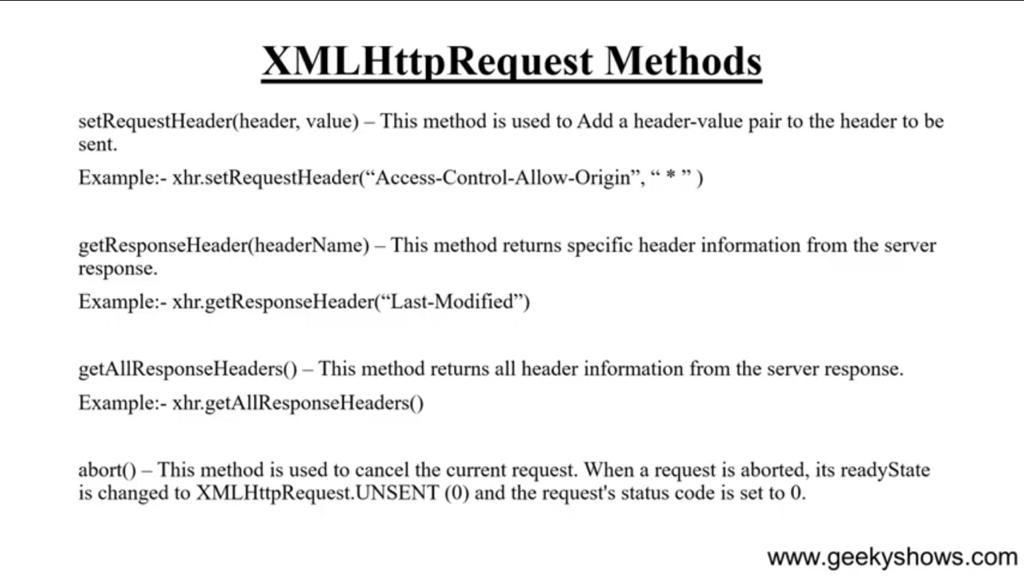 XMLHttpRequest Methods
setRequestHeader(header, value) – This method is used to Add a header-value pair to the header to be
sent.
Example:- xhr.setRequestHeader(“Access-Control-Allow-Origin”, “ * ” )
getResponseHeader(headerName) – This method returns specific header information from the server
response.
Example:- xhr.getResponseHeader(“Last-Modified”)
getAllResponseHeaders() – This method returns all header information from the server response.
Example:- xhr.getAllResponseHeaders()
abort() – This method is used to cancel the current request. When a request is aborted, its readyState
is changed to XMLHttpRequest.UNSENT (0) and the request's status code is set to 0.
www.geekyshows.com